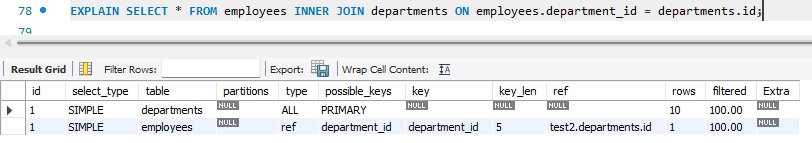 78 EXPLAIN SELECT * FROM employees INNER JOIN departments ON employees.department_id = departments.id;
79
Result Grid Filter Rows: Export: Wrap Cell Content: IA
id select_type table partitions type possible_keys key key_len ref rows filtered Extra
1 SIMPLE departments NULL ALL PRIMARY NULL NULL NULL 10 100.00 NULL
1 SIMPLE employees NULL ref department_id department_id 5 test2.departments.id 1 100.00 NULL